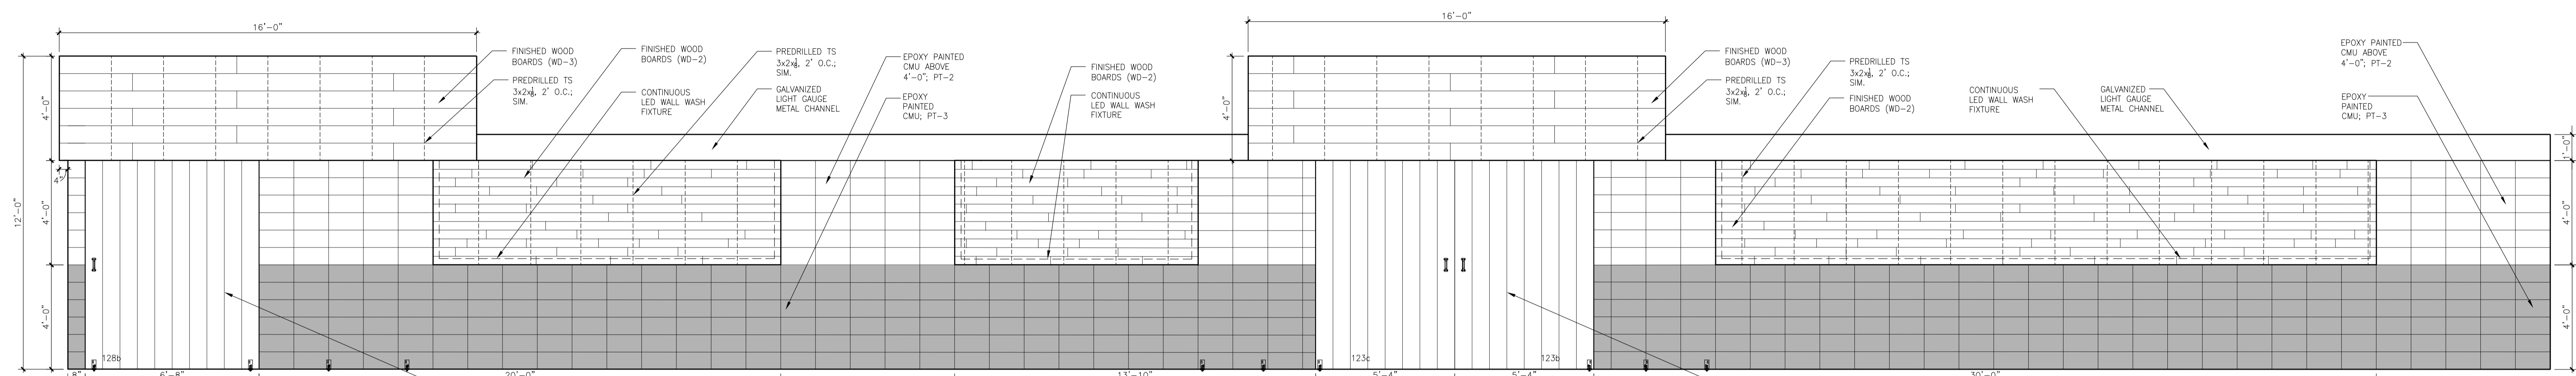 16'-0"
16'-0"
FINISHED WOOD
BOARDS (WD-3)
PREDRILLED TS
3x2x1/8, 2' O.C.;
SIM.
FINISHED WOOD
BOARDS (WD-2)
CONTINUOUS
LED WALL WASH
FIXTURE
PREDRILLED TS
3x2x1/8, 2' O.C.;
SIM.
GALVANIZED
LIGHT GAUGE
METAL CHANNEL
EPOXY PAINTED
CMU ABOVE
4'-0"; PT-2
EPOXY
PAINTED
CMU; PT-3
FINISHED WOOD
BOARDS (WD-2)
CONTINUOUS
LED WALL WASH
FIXTURE
FINISHED WOOD
BOARDS (WD-3)
PREDRILLED TS
3x2x1/8, 2' O.C.;
SIM.
PREDRILLED TS
3x2x1/8, 2' O.C.;
SIM.
FINISHED WOOD
BOARDS (WD-2)
CONTINUOUS
LED WALL WASH
FIXTURE
GALVANIZED
LIGHT GAUGE
METAL CHANNEL
EPOXY PAINTED
CMU ABOVE
4'-0"; PT-2
EPOXY
PAINTED
CMU; PT-3
12'-0"
4'-0"
4'-0"
4'-0"
4"
4'-0"
1'-0"
4'-0"
4'-0"
128b
123c
123b
8"
6'-8"
20'-0"
13'-10"
5'-4"
5'-4"
30'-0"